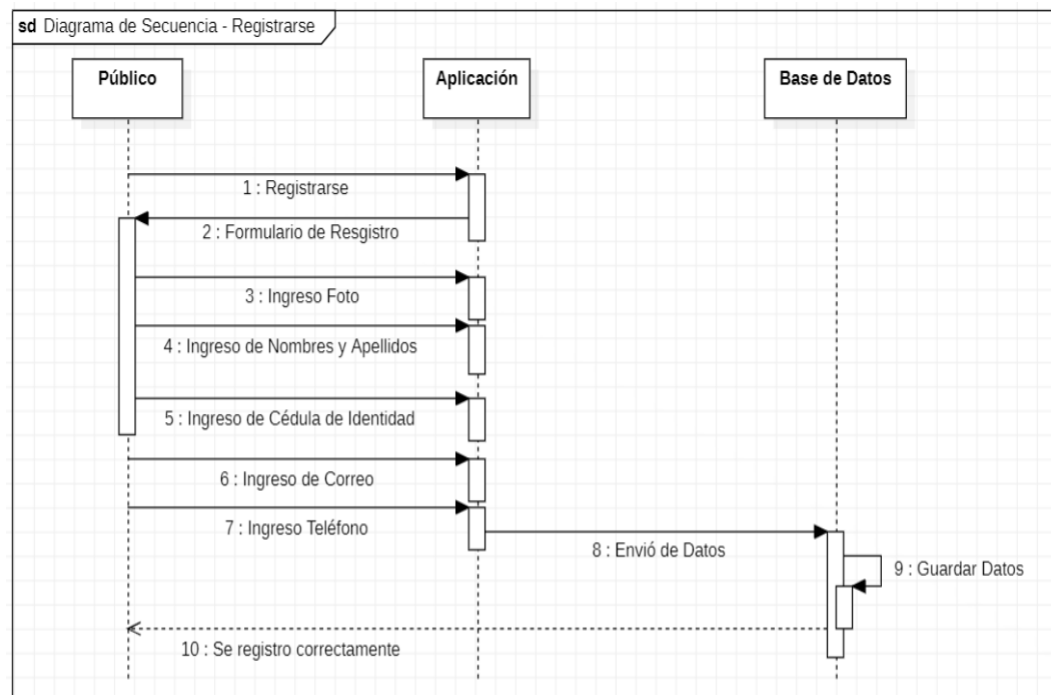 sd Diagrama de Secuencia - Registrarse
Público
Aplicación
Base de Datos
1 : Registrarse
2 : Formulario de Resgistro
3 : Ingreso Foto
4 : Ingreso de Nombres y Apellidos
5 : Ingreso de Cédula de Identidad
6 : Ingreso de Correo
7 : Ingreso Teléfono
8 : Envió de Datos
9 : Guardar Datos
10 : Se registro correctamente